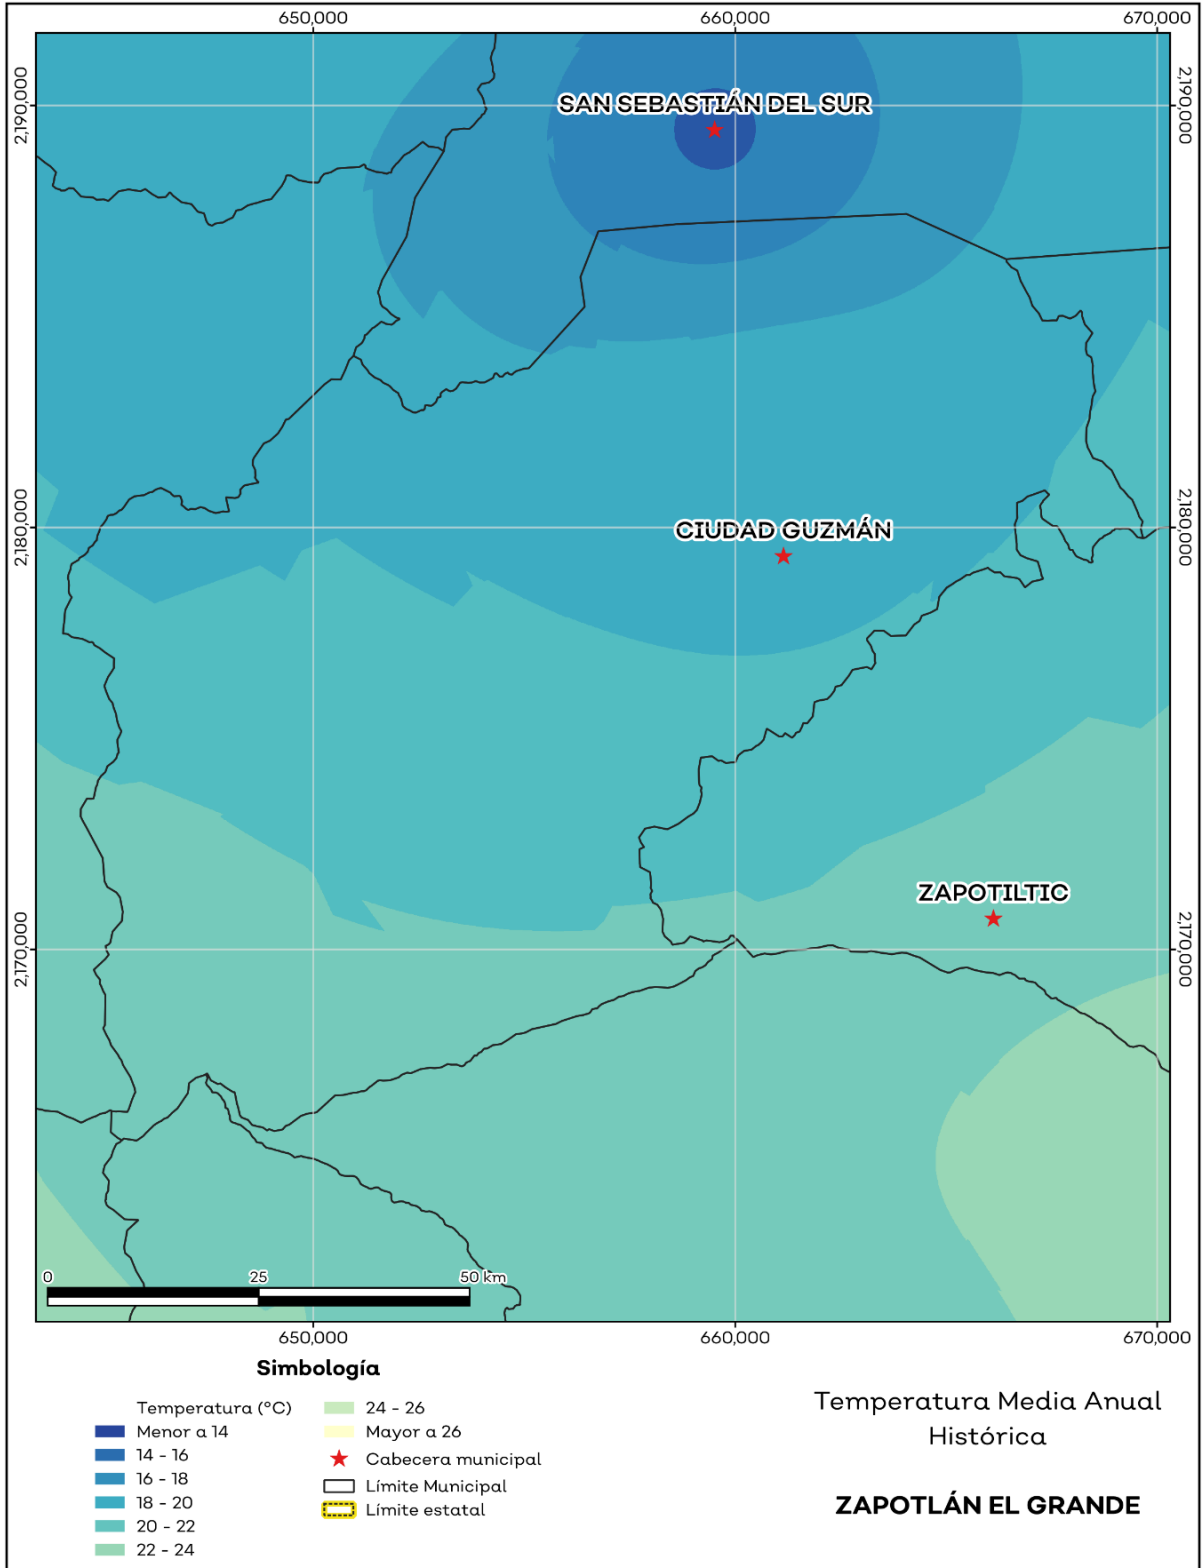 650,000
660,000
670,000
2,190,000
2,190,000
SAN SEBASTIÁN DEL SUR
2,180,000
2,180,000
CIUDAD GUZMÁN
ZAPOTILTIC
2,170,000
2,170,000
0 25 50 km
650,000
660,000
670,000
Simbología
Temperatura (°C)
Menor a 14
14 - 16
16 - 18
18 - 20
20 - 22
22 - 24
24 - 26
Mayor a 26
Cabecera municipal
Límite Municipal
Límite estatal
Temperatura Media Anual
Histórica
ZAPOTLÁN EL GRANDE